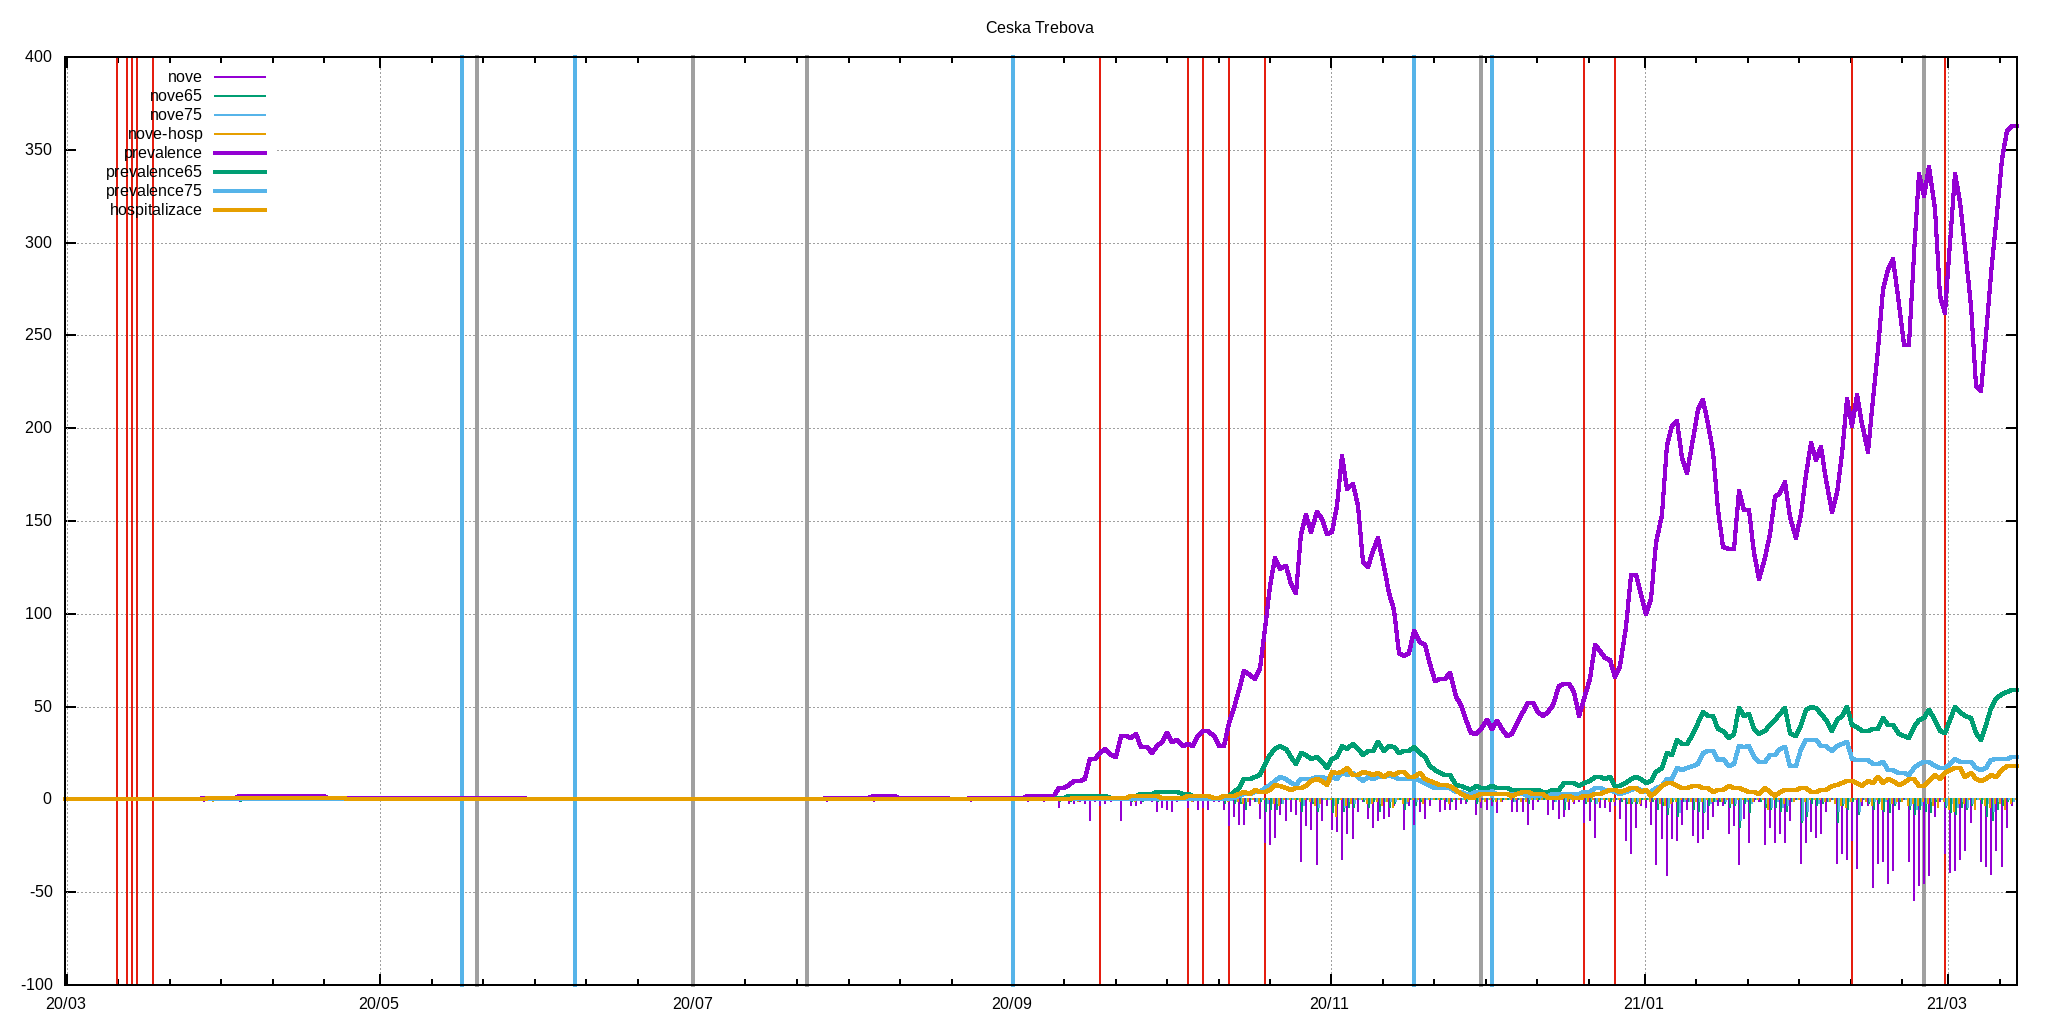 Ceska Trebova
400
350
300
250
200
150
100
50
0
-50
-100
nove
nove65
nove75
nove-hosp
prevalence
prevalence65
prevalence75
hospitalizace
20/03
20/05
20/07
20/09
20/11
21/01
21/03